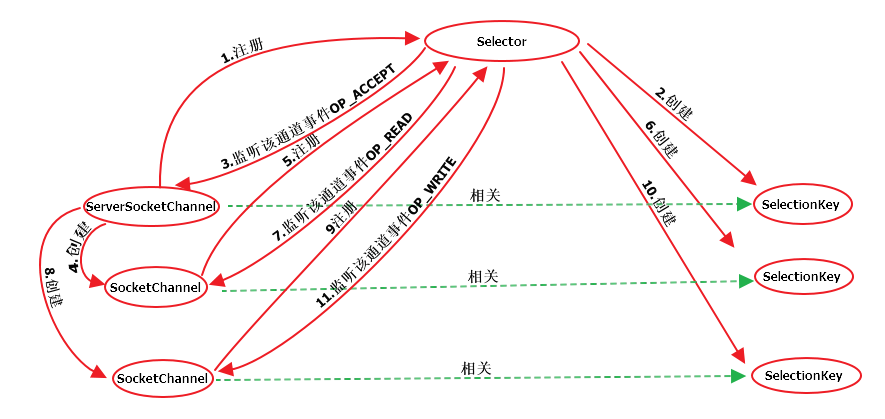 Selector
1.注册
2.创建
3.监听该通道事件OP_ACCEPT
6.创建
5.注册
7.监听该通道事件OP_READ
9注册
11.监听该通道事件OP_WRITE
10.创建
ServerSocketChannel
相关
SelectionKey
4.创建
8.创建
SocketChannel
相关
SelectionKey
SocketChannel
相关
SelectionKey